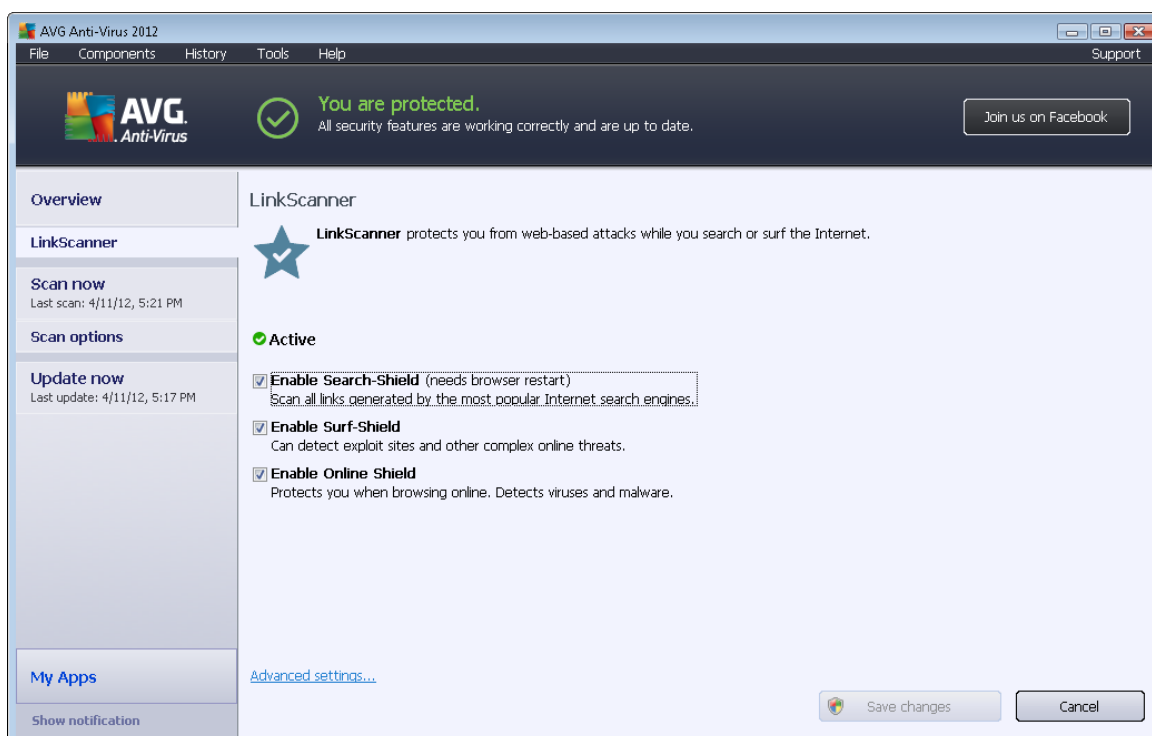 AVG Anti-Virus 2012
File Components History Tools Help Support
AVG.
Anti-Virus
You are protected.
All security features are working correctly and are up to date.
Join us on Facebook
Overview
LinkScanner
Scan now
Last scan: 4/11/12, 5:21 PM
Scan options
Update now
Last update: 4/11/12, 5:17 PM
My Apps
Show notification
LinkScanner
LinkScanner protects you from web-based attacks while you search or surf the Internet.
Active
Enable Search-Shield (needs browser restart)
Scan all links generated by the most popular Internet search engines.
Enable Surf-Shield
Can detect exploit sites and other complex online threats.
Enable Online Shield
Protects you when browsing online. Detects viruses and malware.
Advanced settings...
Save changes
Cancel